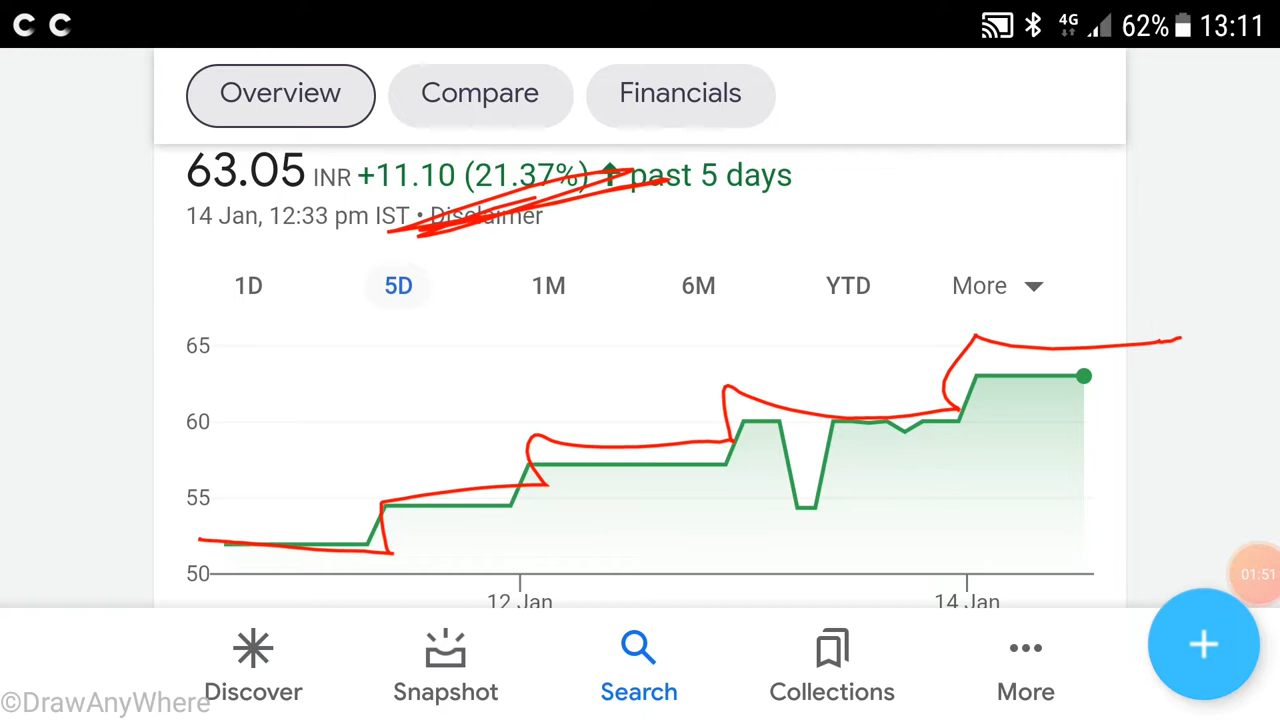 C C 4G 62% 13:11
Overview Compare Financials
63.05 INR +11.10 (21.37%) ↑ past 5 days
14 Jan, 12:33 pm IST • Disclaimer
1D 5D 1M 6M YTD More
65
60
55
50
12 Jan 14 Jan
01:51
Discover Snapshot Search Collections More
©DrawAnyWhere